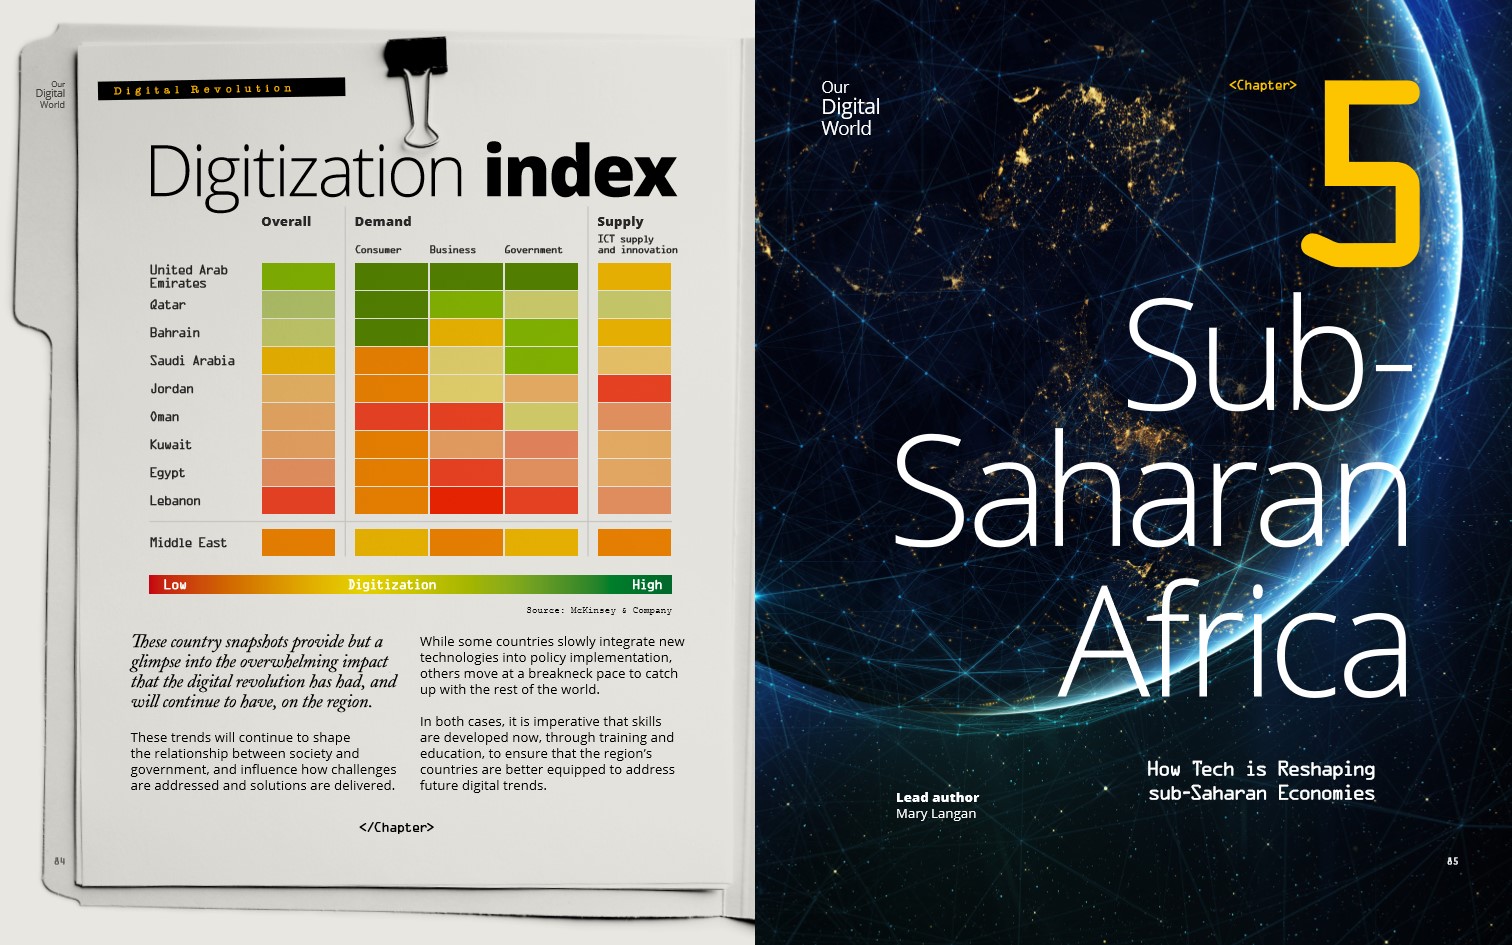 Our
Digital
World
Digital Revolution
Digitization index
Overall
Demand
Supply
Consumer
Business
Government
ICT supply
and innovation
United Arab
Emirates
Qatar
Bahrain
Saudi Arabia
Jordan
Oman
Kuwait
Egypt
Lebanon
Middle East
Low
Digitization
High
Source: McKinsey & Company
These country snapshots provide but a
glimpse into the overwhelming impact
that the digital revolution has had, and
will continue to have, on the region.
These trends will continue to shape
the relationship between society and
government, and influence how challenges
are addressed and solutions are delivered.
While some countries slowly integrate new
technologies into policy implementation,
others move at a breakneck pace to catch
up with the rest of the world.
In both cases, it is imperative that skills
are developed now, through training and
education, to ensure that the region's
countries are better equipped to address
future digital trends.
</Chapter>
84
Our
Digital
World
<Chapter>
5
Sub-
Saharan
Africa
How Tech is Reshaping
sub-Saharan Economies
Lead author
Mary Langan
85